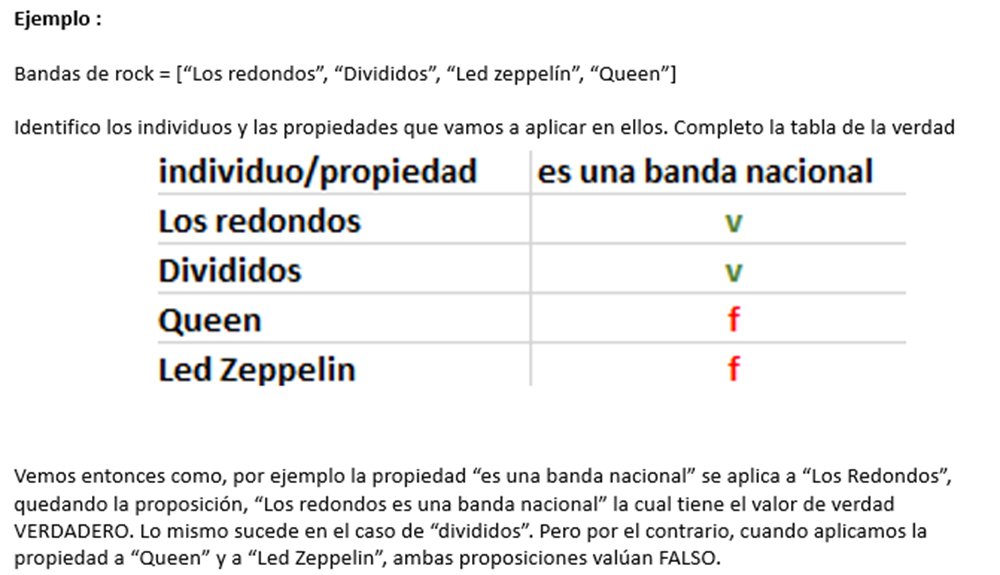 Ejemplo :
Bandas de rock = [“Los redondos”, “Divididos”, “Led zeppelín”, “Queen”]
Identifico los individuos y las propiedades que vamos a aplicar en ellos. Completo la tabla de la verdad
individuo/propiedad es una banda nacional
Los redondos v
Divididos v
Queen f
Led Zeppelin f
Vemos entonces como, por ejemplo la propiedad “es una banda nacional” se aplica a “Los Redondos”,
quedando la proposición, “Los redondos es una banda nacional” la cual tiene el valor de verdad
VERDADERO. Lo mismo sucede en el caso de “divididos”. Pero por el contrario, cuando aplicamos la
propiedad a “Queen” y a “Led Zeppelin”, ambas proposiciones valúan FALSO.